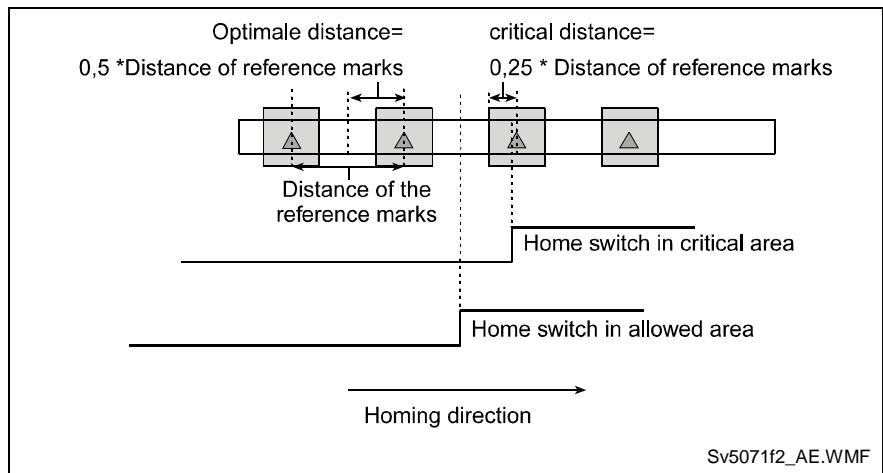 Optimale distance=
0,5 *Distance of reference marks
critical distance=
0,25 * Distance of reference marks
Distance of the
reference marks
Home switch in critical area
Home switch in allowed area
Homing direction
Sv5071f2_AE.WMF